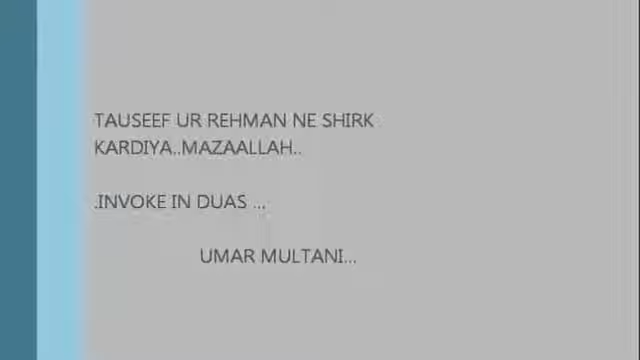 TAUSEEF UR REHMAN NE SHIRK
KARDIYA..MAZAALLAH..
.INVOKE IN DUAS ...
UMAR MULTANI...